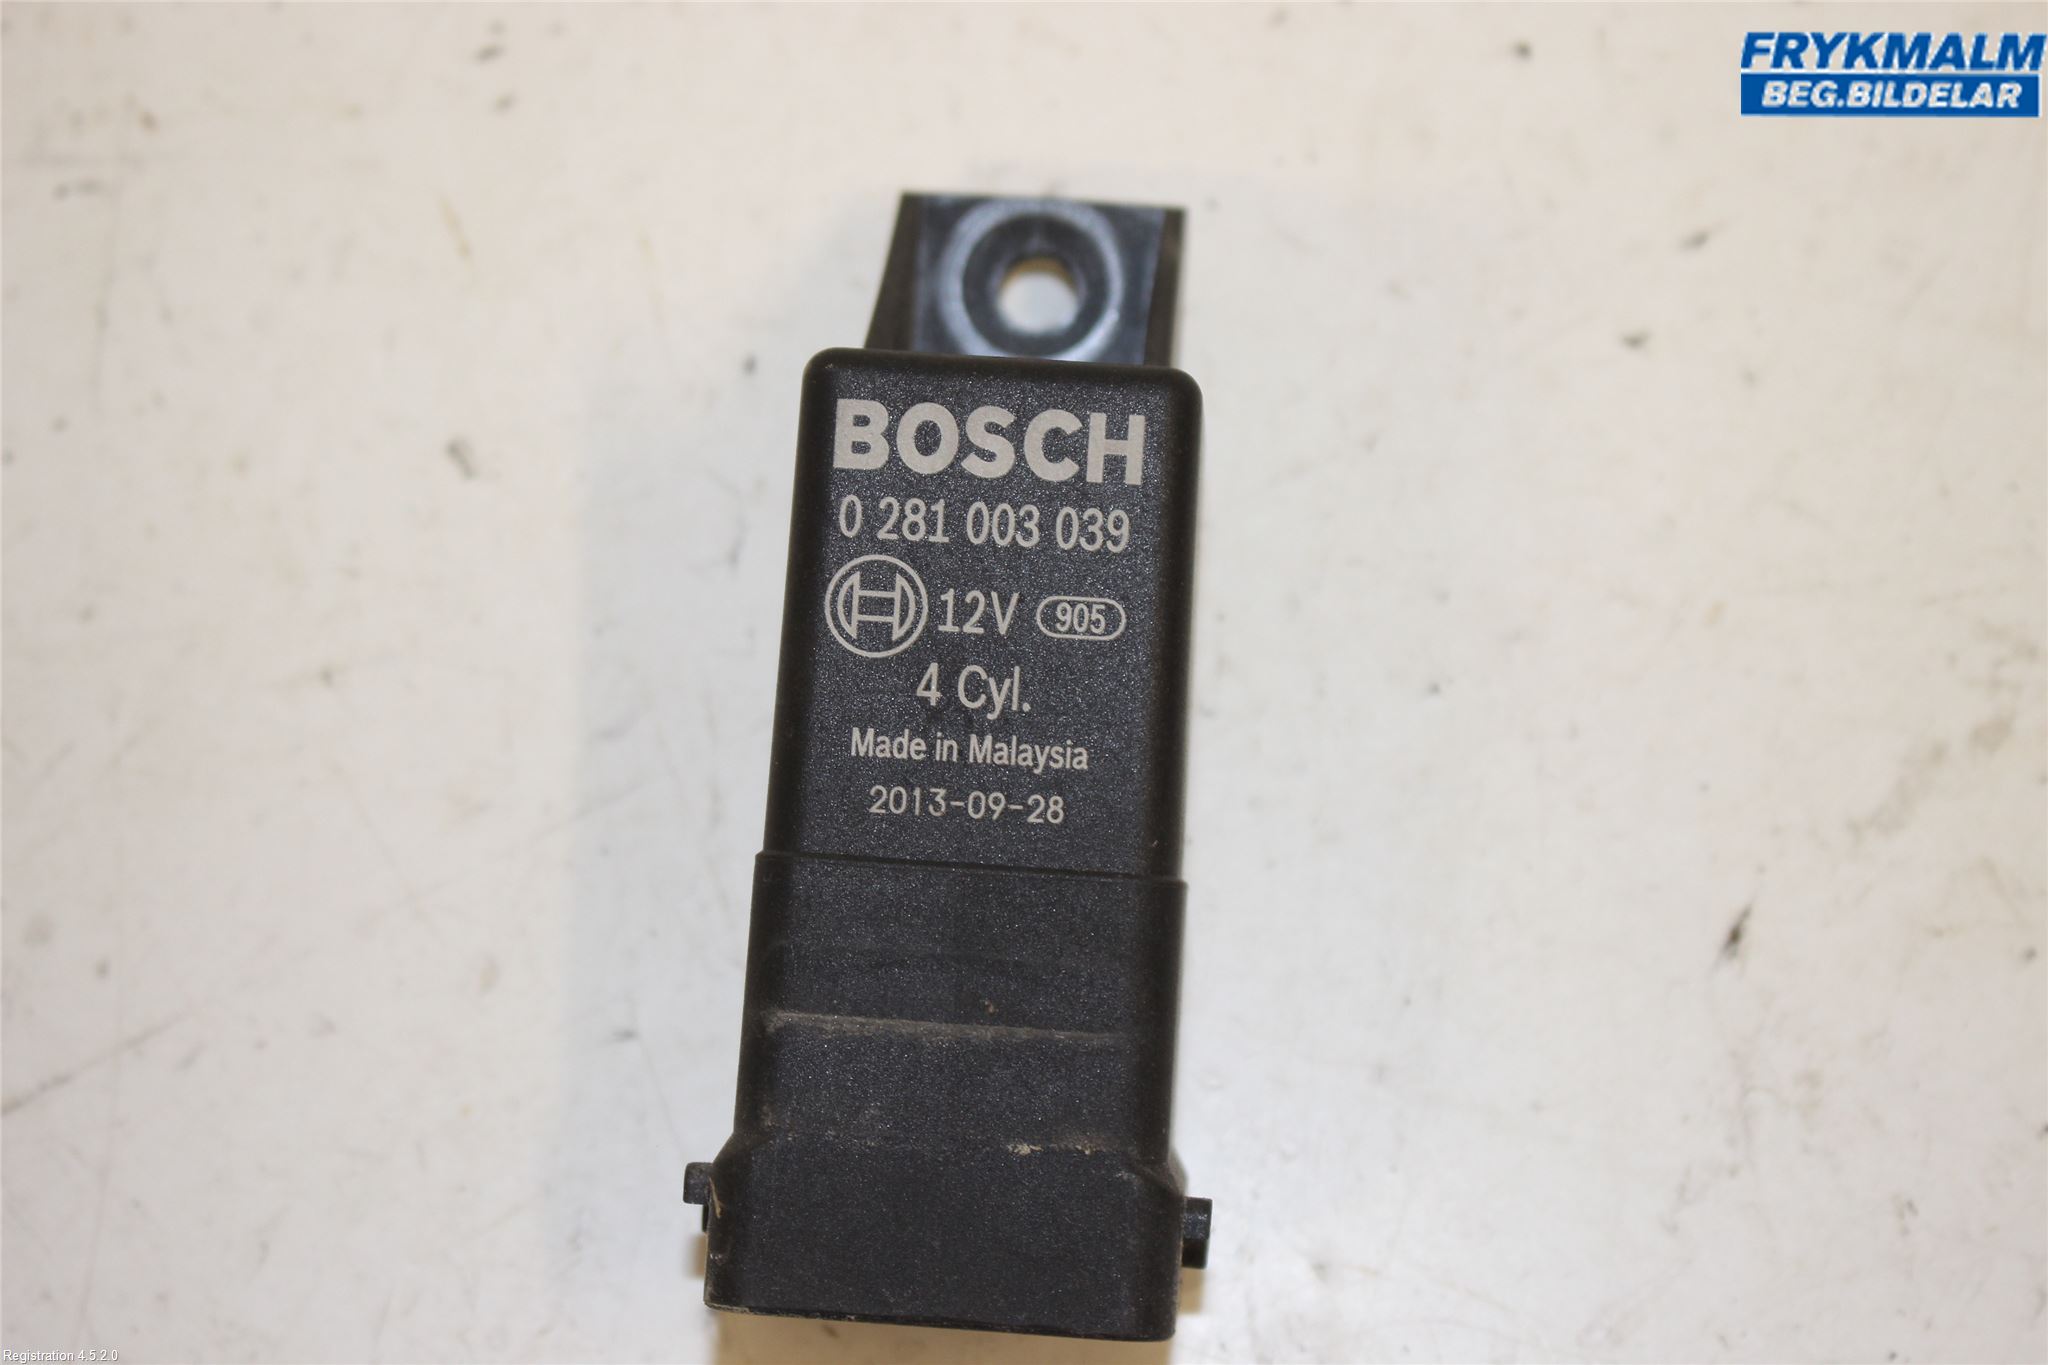 FRYKMALM
BEG.BILDELAR
BOSCH
0 281 003 039
12V 905
4 Cyl.
Made in Malaysia
2013-09-28
Registration 4.5.2.0